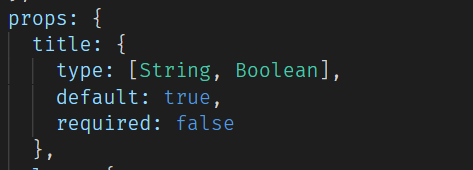 props: {
title: {
type: [String, Boolean],
default: true,
required: false
},